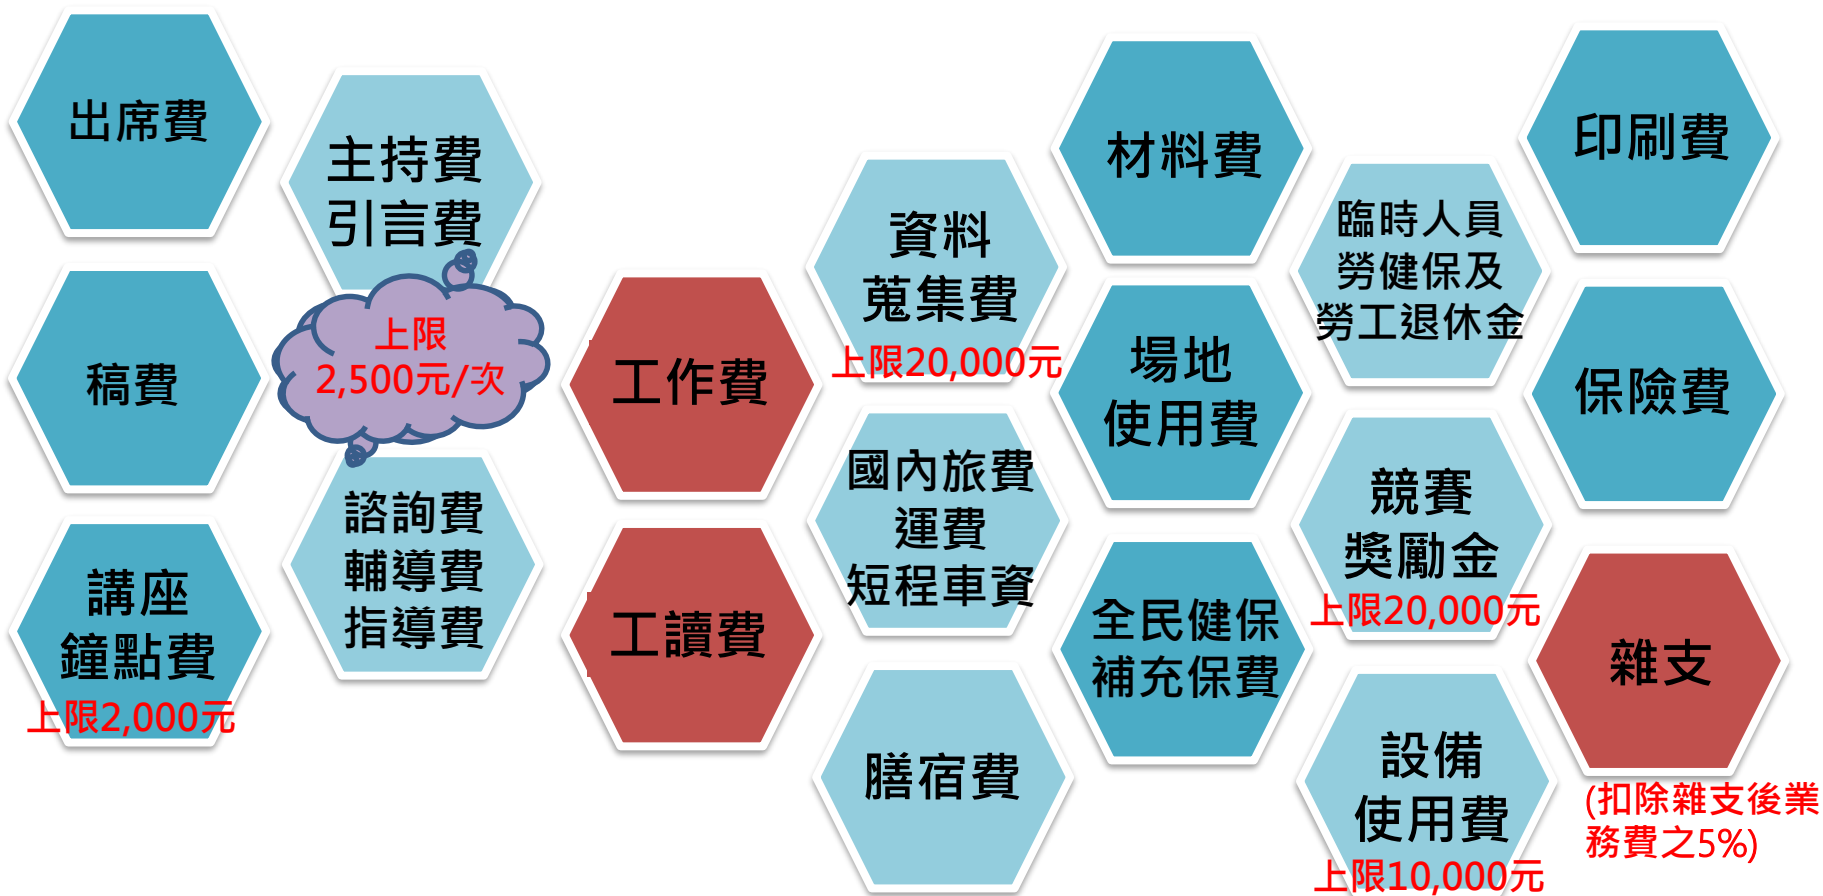 出席費
稿費
講座
鐘點費
上限2,000元
主持費
引言費
上限
2,500元/次
諮詢費
輔導費
指導費
工作費
工讀費
資料
蒐集費
上限20,000元
國內旅費
運費
短程車資
膳宿費
材料費
場地
使用費
全民健保
補充保費
臨時人員
勞健保及
勞工退休金
競賽
獎勵金
上限20,000元
設備
使用費
上限10,000元
印刷費
保險費
雜支
(扣除雜支後業
務費之5%)